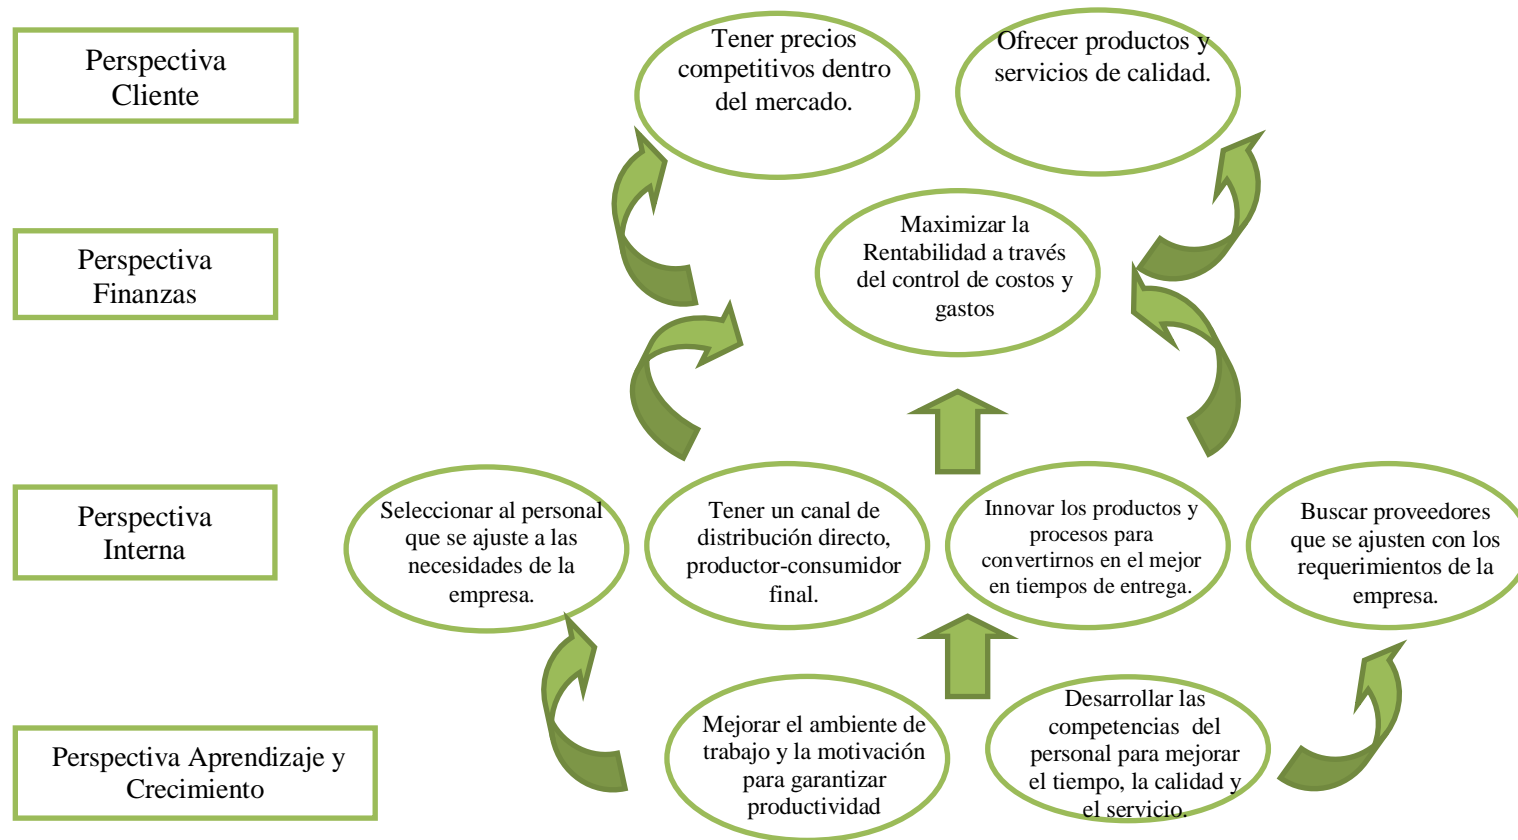 Perspectiva
Cliente
Tener precios
competitivos dentro
del mercado.
Ofrecer productos y
servicios de calidad.
Perspectiva
Finanzas
Maximizar la
Rentabilidad a través
del control de costos y
gastos
Perspectiva
Interna
Seleccionar al personal
que se ajuste a las
necesidades de la
empresa.
Tener un canal de
distribución directo,
productor-consumidor
final.
Innovar los productos y
procesos para
convertirnos en el mejor
en tiempos de entrega.
Buscar proveedores
que se ajusten con los
requerimientos de la
empresa.
Perspectiva Aprendizaje y
Crecimiento
Mejorar el ambiente de
trabajo y la motivación
para garantizar
productividad
Desarrollar las
competencias del
personal para mejorar
el tiempo, la calidad y
el servicio.